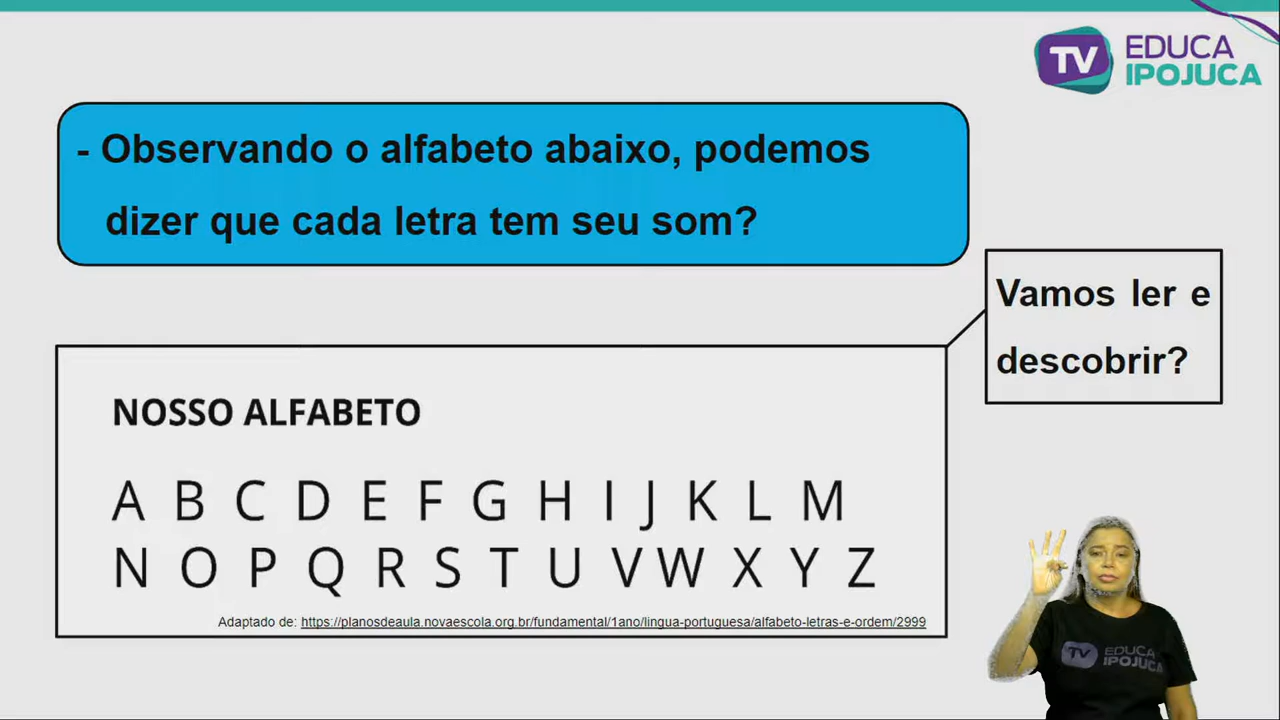 TV EDUCA
IPOJUCA
- Observando o alfabeto abaixo, podemos
dizer que cada letra tem seu som?
Vamos ler e
descobrir?
NOSSO ALFABETO
A B C D E F G H I J K L M
N O P Q R S T U V W X Y Z
Adaptado de: https://planosdeaula.novaescola.org.br/fundamental/1ano/lingua-portuguesa/alfabeto-letras-e-ordem/2999
TV EDUCA
IPOJUCA